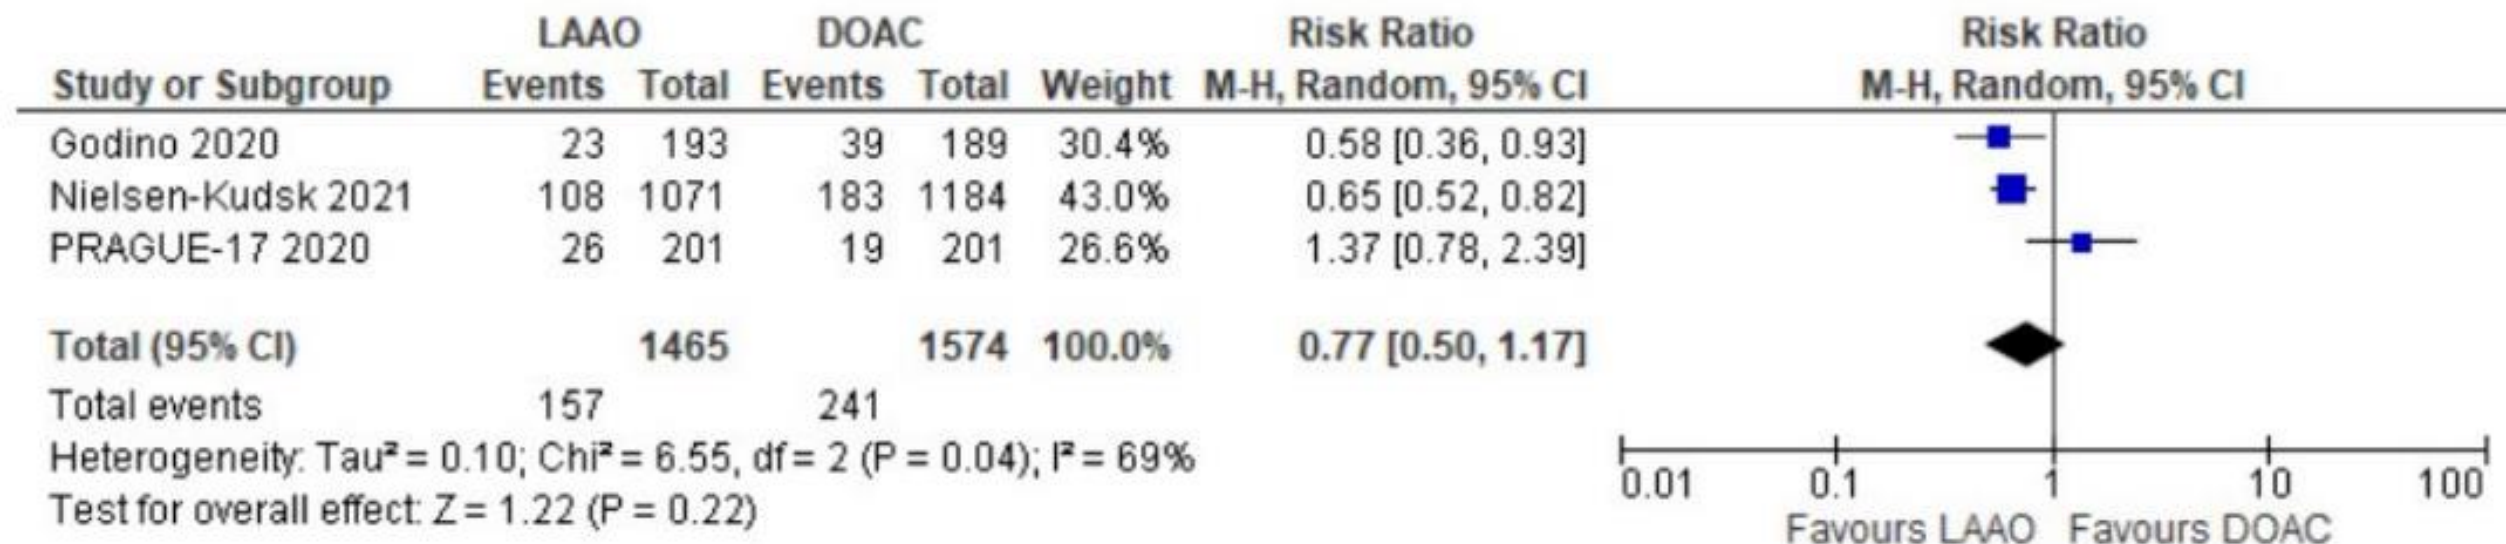 LAAO DOAC Risk Ratio Risk Ratio
Study or Subgroup Events Total Events Total Weight M-H, Random, 95% CI M-H, Random, 95% CI
Godino 2020 23 193 39 189 30.4% 0.58 [0.36, 0.93]
Nielsen-Kudsk 2021 108 1071 183 1184 43.0% 0.65 [0.52, 0.82]
PRAGUE-17 2020 26 201 19 201 26.6% 1.37 [0.78, 2.39]
Total (95% CI) 1465 1574 100.0% 0.77 [0.50, 1.17]
Total events 157 241
Heterogeneity: Tau² = 0.10; Chi² = 6.55, df = 2 (P = 0.04); I² = 69%
Test for overall effect: Z = 1.22 (P = 0.22)
0.01 0.1 1 10 100
Favours LAAO Favours DOAC